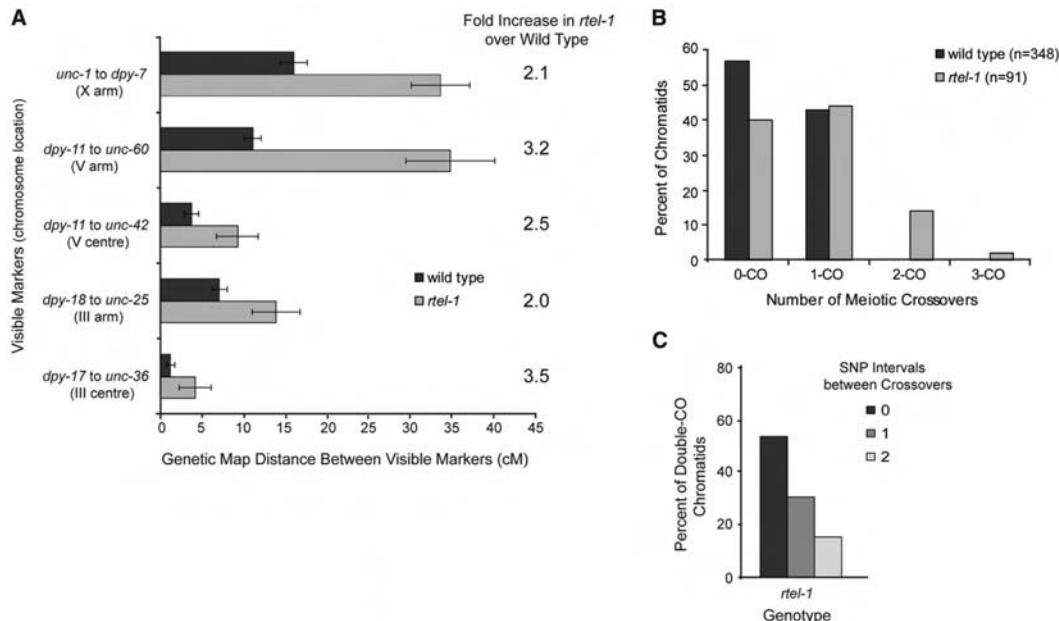 A
Fold Increase in rtel-1
over Wild Type
Visible Markers (chromosome location)
unc-1 to dpy-7
(X arm)
2.1
dpy-11 to unc-60
(V arm)
3.2
dpy-11 to unc-42
(V centre)
2.5
dpy-18 to unc-25
(III arm)
2.0
dpy-17 to unc-36
(III centre)
3.5
wild type
rtel-1
0 5 10 15 20 25 30 35 40 45
Genetic Map Distance Between Visible Markers (cM)
B
Percent of Chromatids
60
50
40
30
20
10
0
wild type (n=348)
rtel-1 (n=91)
0-CO 1-CO 2-CO 3-CO
Number of Meiotic Crossovers
C
Percent of Double-CO
Chromatids
80
60
40
20
0
SNP Intervals
between Crossovers
0
1
2
rtel-1
Genotype